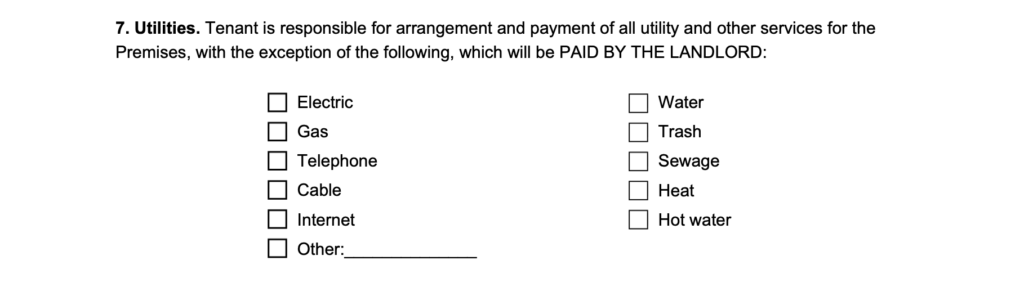 7. Utilities. Tenant is responsible for arrangement and payment of all utility and other services for the
Premises, with the exception of the following, which will be PAID BY THE LANDLORD:
☐ Electric
☐ Gas
☐ Telephone
☐ Cable
☐ Internet
☐ Other:_______________
☐ Water
☐ Trash
☐ Sewage
☐ Heat
☐ Hot water